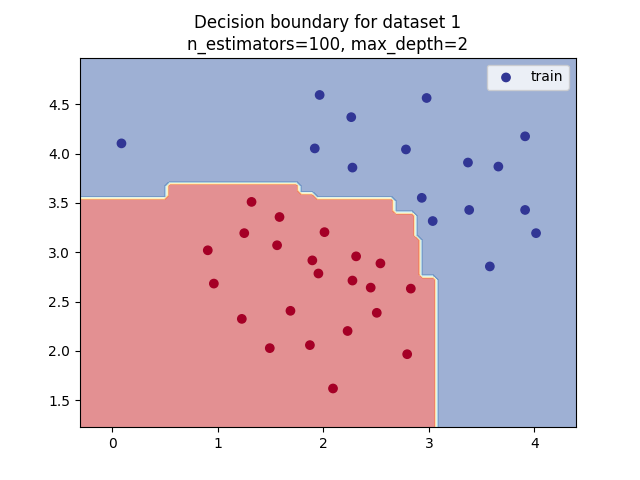 Decision boundary for dataset 1
n_estimators=100, max_depth=2
train
4.5
4.0
3.5
3.0
2.5
2.0
1.5
0 1 2 3 4